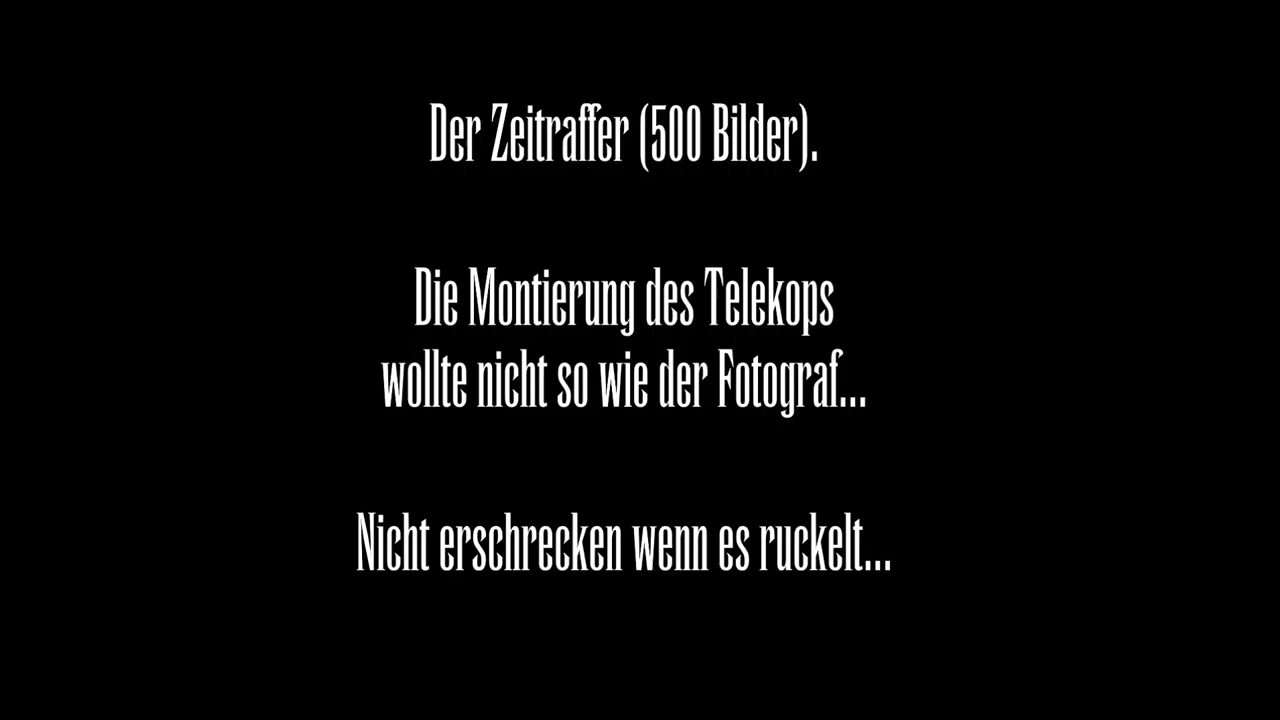 Der Zeitraffer (500 Bilder).
Die Montierung des Telekops
wollte nicht so wie der Fotograf...
Nicht erschrecken wenn es ruckelt...